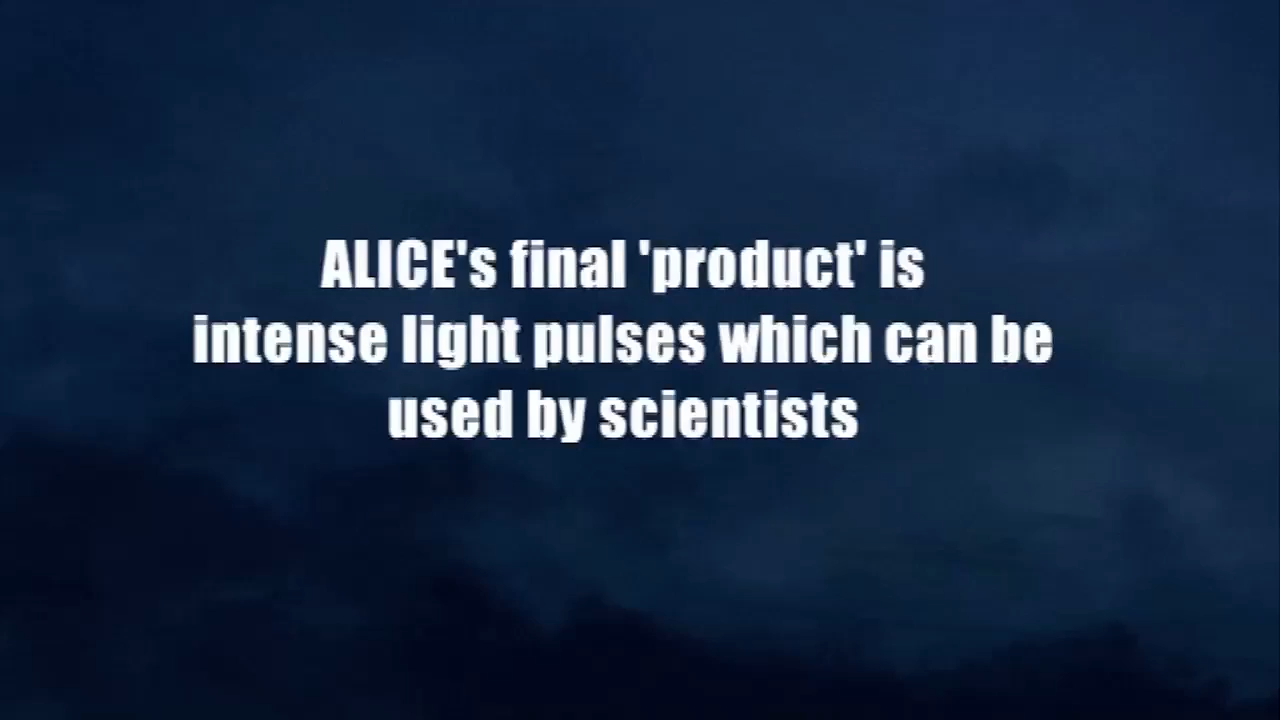 ALICE's final 'product' is
intense light pulses which can be
used by scientists